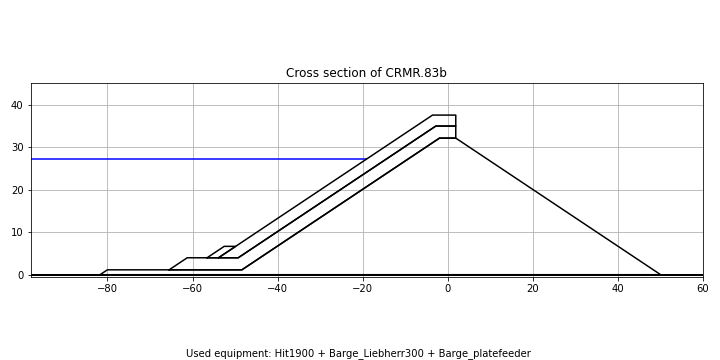 Cross section of CRMR.83b
40
30
20
10
0
−80 −60 −40 −20 0 20 40 60
Used equipment: Hit1900 + Barge_Liebherr300 + Barge_platefeeder